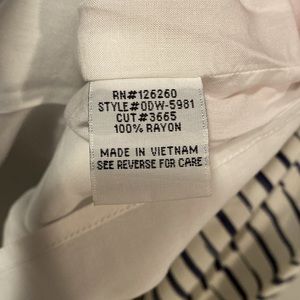 RN#126260
STYLE#ODW-5981
CUT#3665
100% RAYON
MADE IN VIETNAM
SEE REVERSE FOR CARE